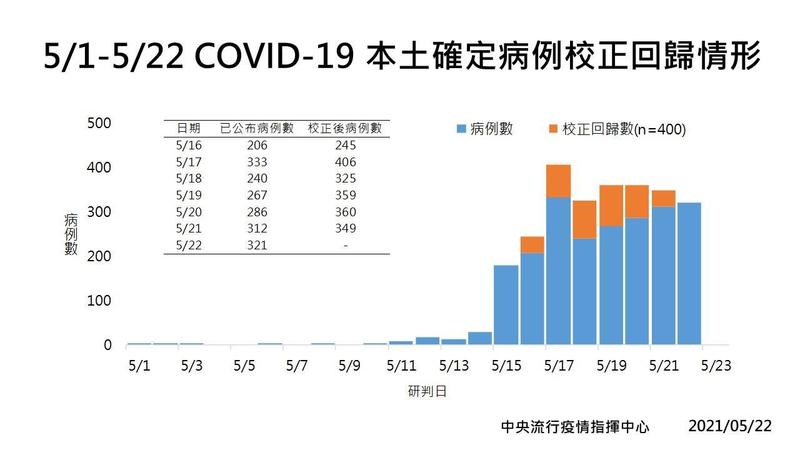 5/1-5/22 COVID-19 本土確定病例校正回歸情形
病例數 校正回歸數(n=400)
日期 已公布病例數 校正後病例數
5/16 206 245
5/17 333 406
5/18 240 325
5/19 267 359
5/20 286 360
5/21 312 349
5/22 321 -
病例數
500
400
300
200
100
0
5/1 5/3 5/5 5/7 5/9 5/11 5/13 5/15 5/17 5/19 5/21 5/23
研判日
中央流行疫情指揮中心 2021/05/22